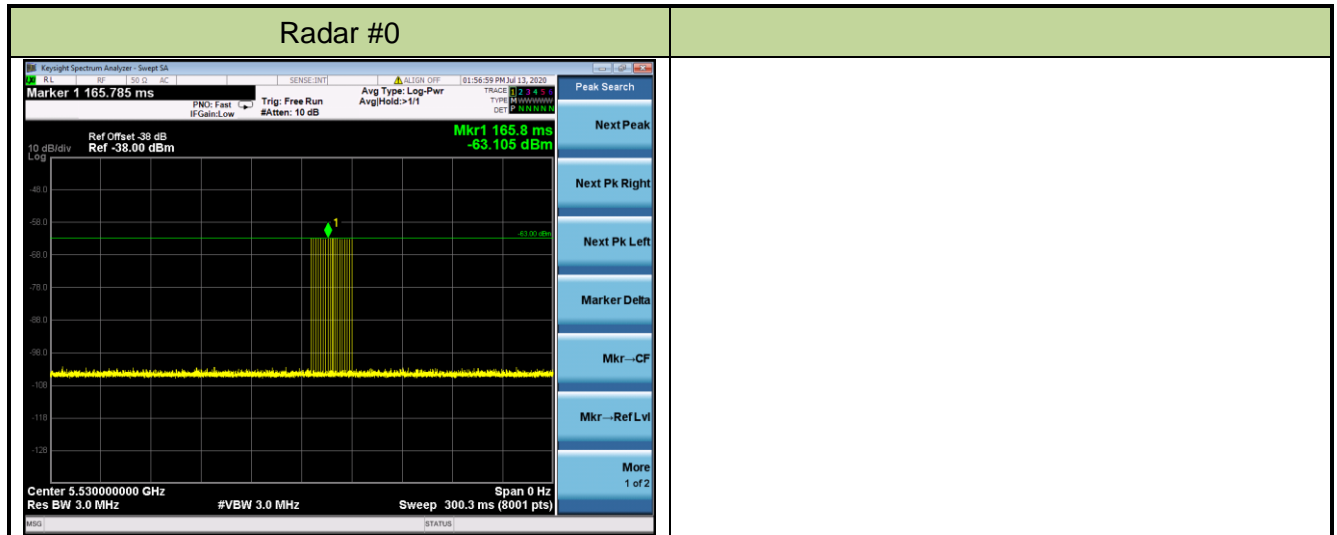 Radar #0
Keysight Spectrum Analyzer - Swept SA
RL RF 50 Ω AC SENSE:INT ALIGN OFF 01:56:59 PM Jul 13, 2020
Marker 1 165.785 ms
PNO: Fast
IFGain:Low
Trig: Free Run
#Atten: 10 dB
Avg Type: Log-Pwr
Avg|Hold:>1/1
TRACE 1 2 3 4 5 6
TYPE M WWWWW
DET P N N N N N
Peak Search
Ref Offset -38 dB
10 dB/div Ref -38.00 dBm
Log
Mkr1 165.8 ms
-63.105 dBm
Next Peak
Next Pk Right
Next Pk Left
Marker Delta
Mkr→CF
Mkr→Ref Lvl
More
1 of 2
-48.0
-58.0
1
-63.00 dBm
-68.0
-78.0
-88.0
-98.0
-108
-118
-128
Center 5.530000000 GHz Span 0 Hz
Res BW 3.0 MHz #VBW 3.0 MHz Sweep 300.3 ms (8001 pts)
MSG STATUS